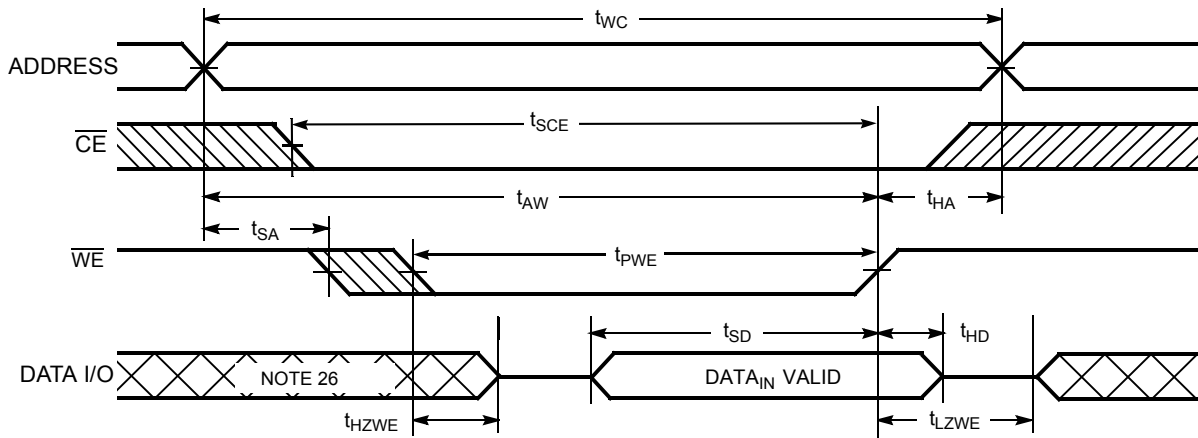 tWC
ADDRESS
CE
tSCE
tAW
tHA
tSA
WE
tPWE
tSD
tHD
DATA I/O
NOTE 26
DATAIN VALID
tHZWE
tLZWE